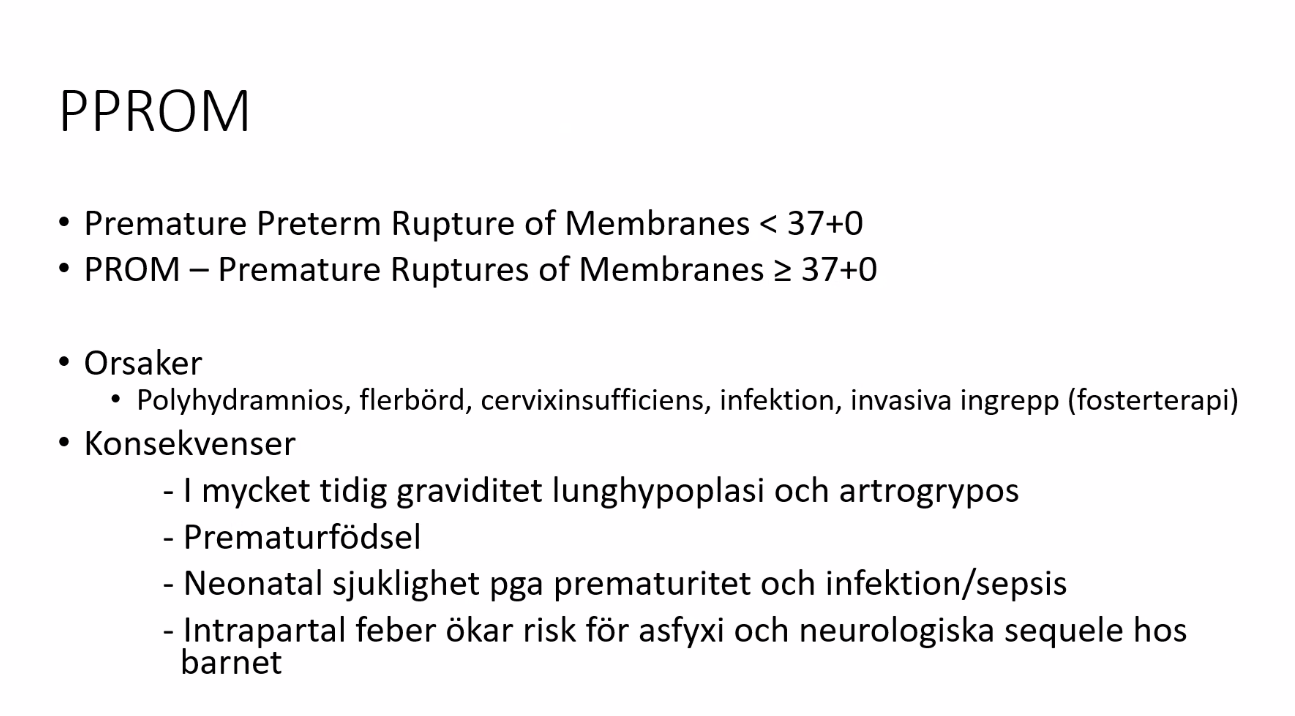 PPROM
• Premature Preterm Rupture of Membranes < 37+0
• PROM – Premature Ruptures of Membranes ≥ 37+0
• Orsaker
• Polyhydramnios, flerbörd, cervixinsufficiens, infektion, invasiva ingrepp (fosterterapi)
• Konsekvenser
- I mycket tidig graviditet lunghypoplasi och artrogrypos
- Prematurfödsel
- Neonatal sjuklighet pga prematuritet och infektion/sepsis
- Intrapartal feber ökar risk för asfyxi och neurologiska sequele hos
barnet